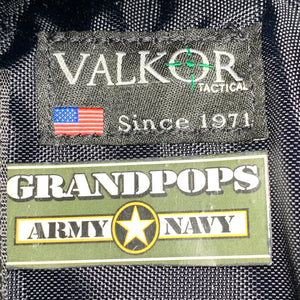 VALKOR
TACTICAL
Since 1971
GRANDPOPS
ARMY NAVY